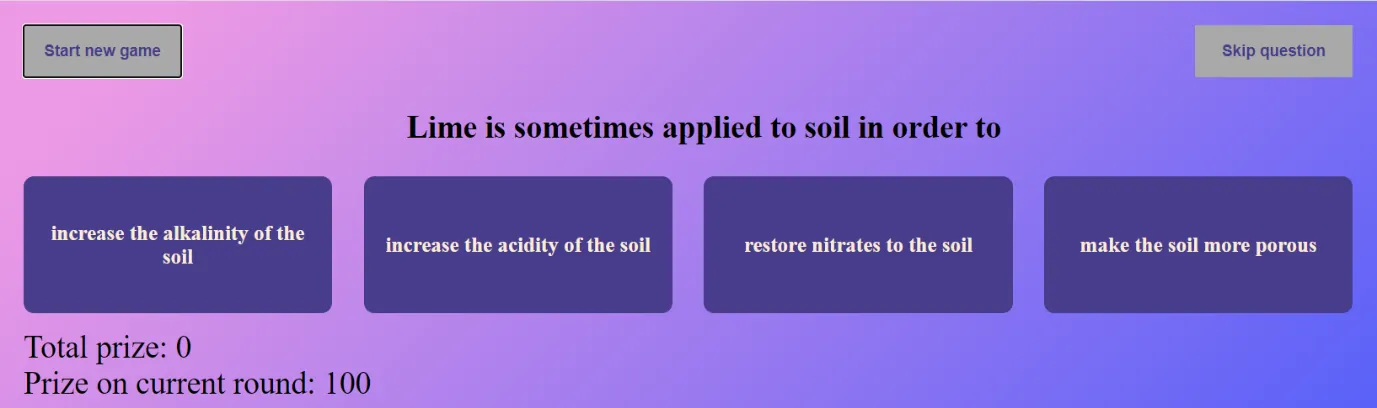 Start new game
Skip question
Lime is sometimes applied to soil in order to
increase the alkalinity of the
soil
increase the acidity of the soil
restore nitrates to the soil
make the soil more porous
Total prize: 0
Prize on current round: 100